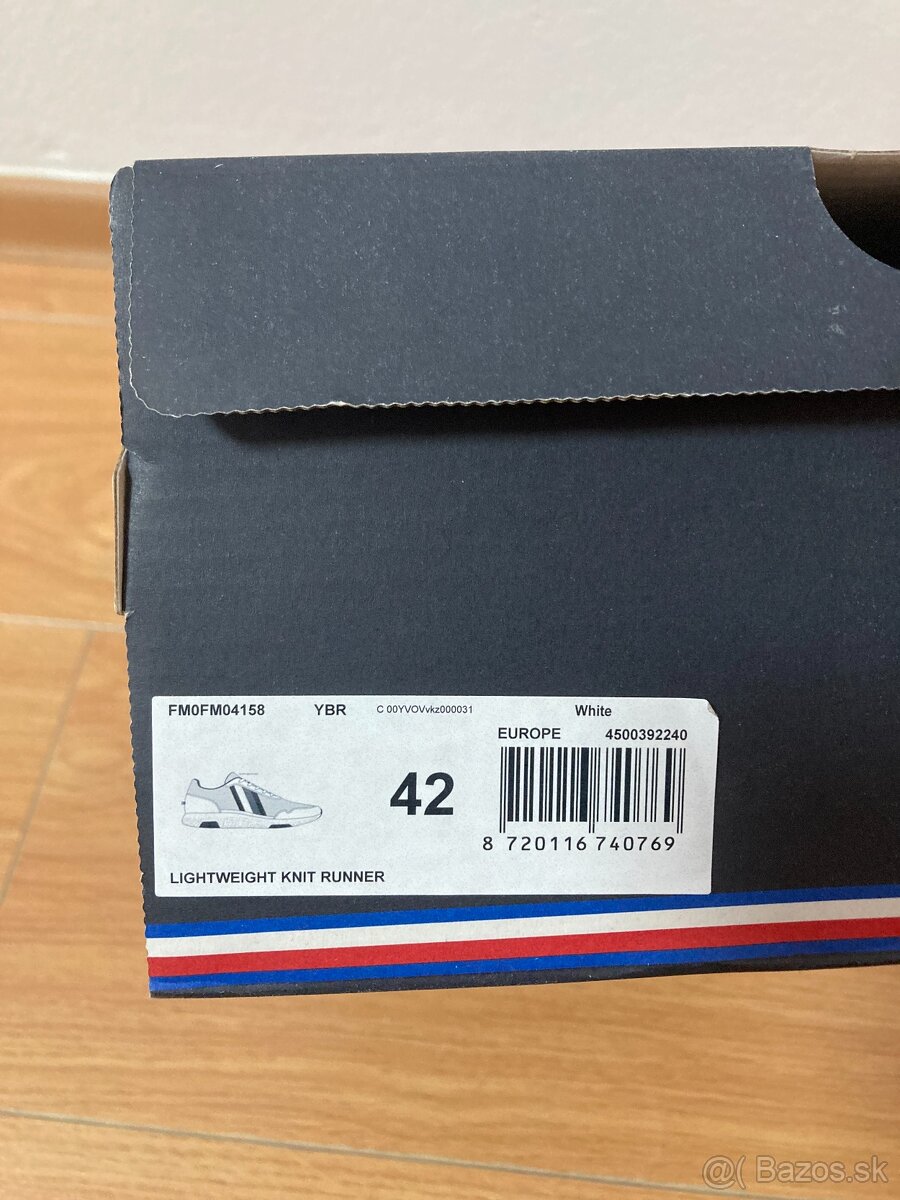 FM0FM04158 YBR C 00YVOVvkz000031 White
EUROPE 4500392240
42
8 720116 740769
LIGHTWEIGHT KNIT RUNNER
@( Bazos.sk